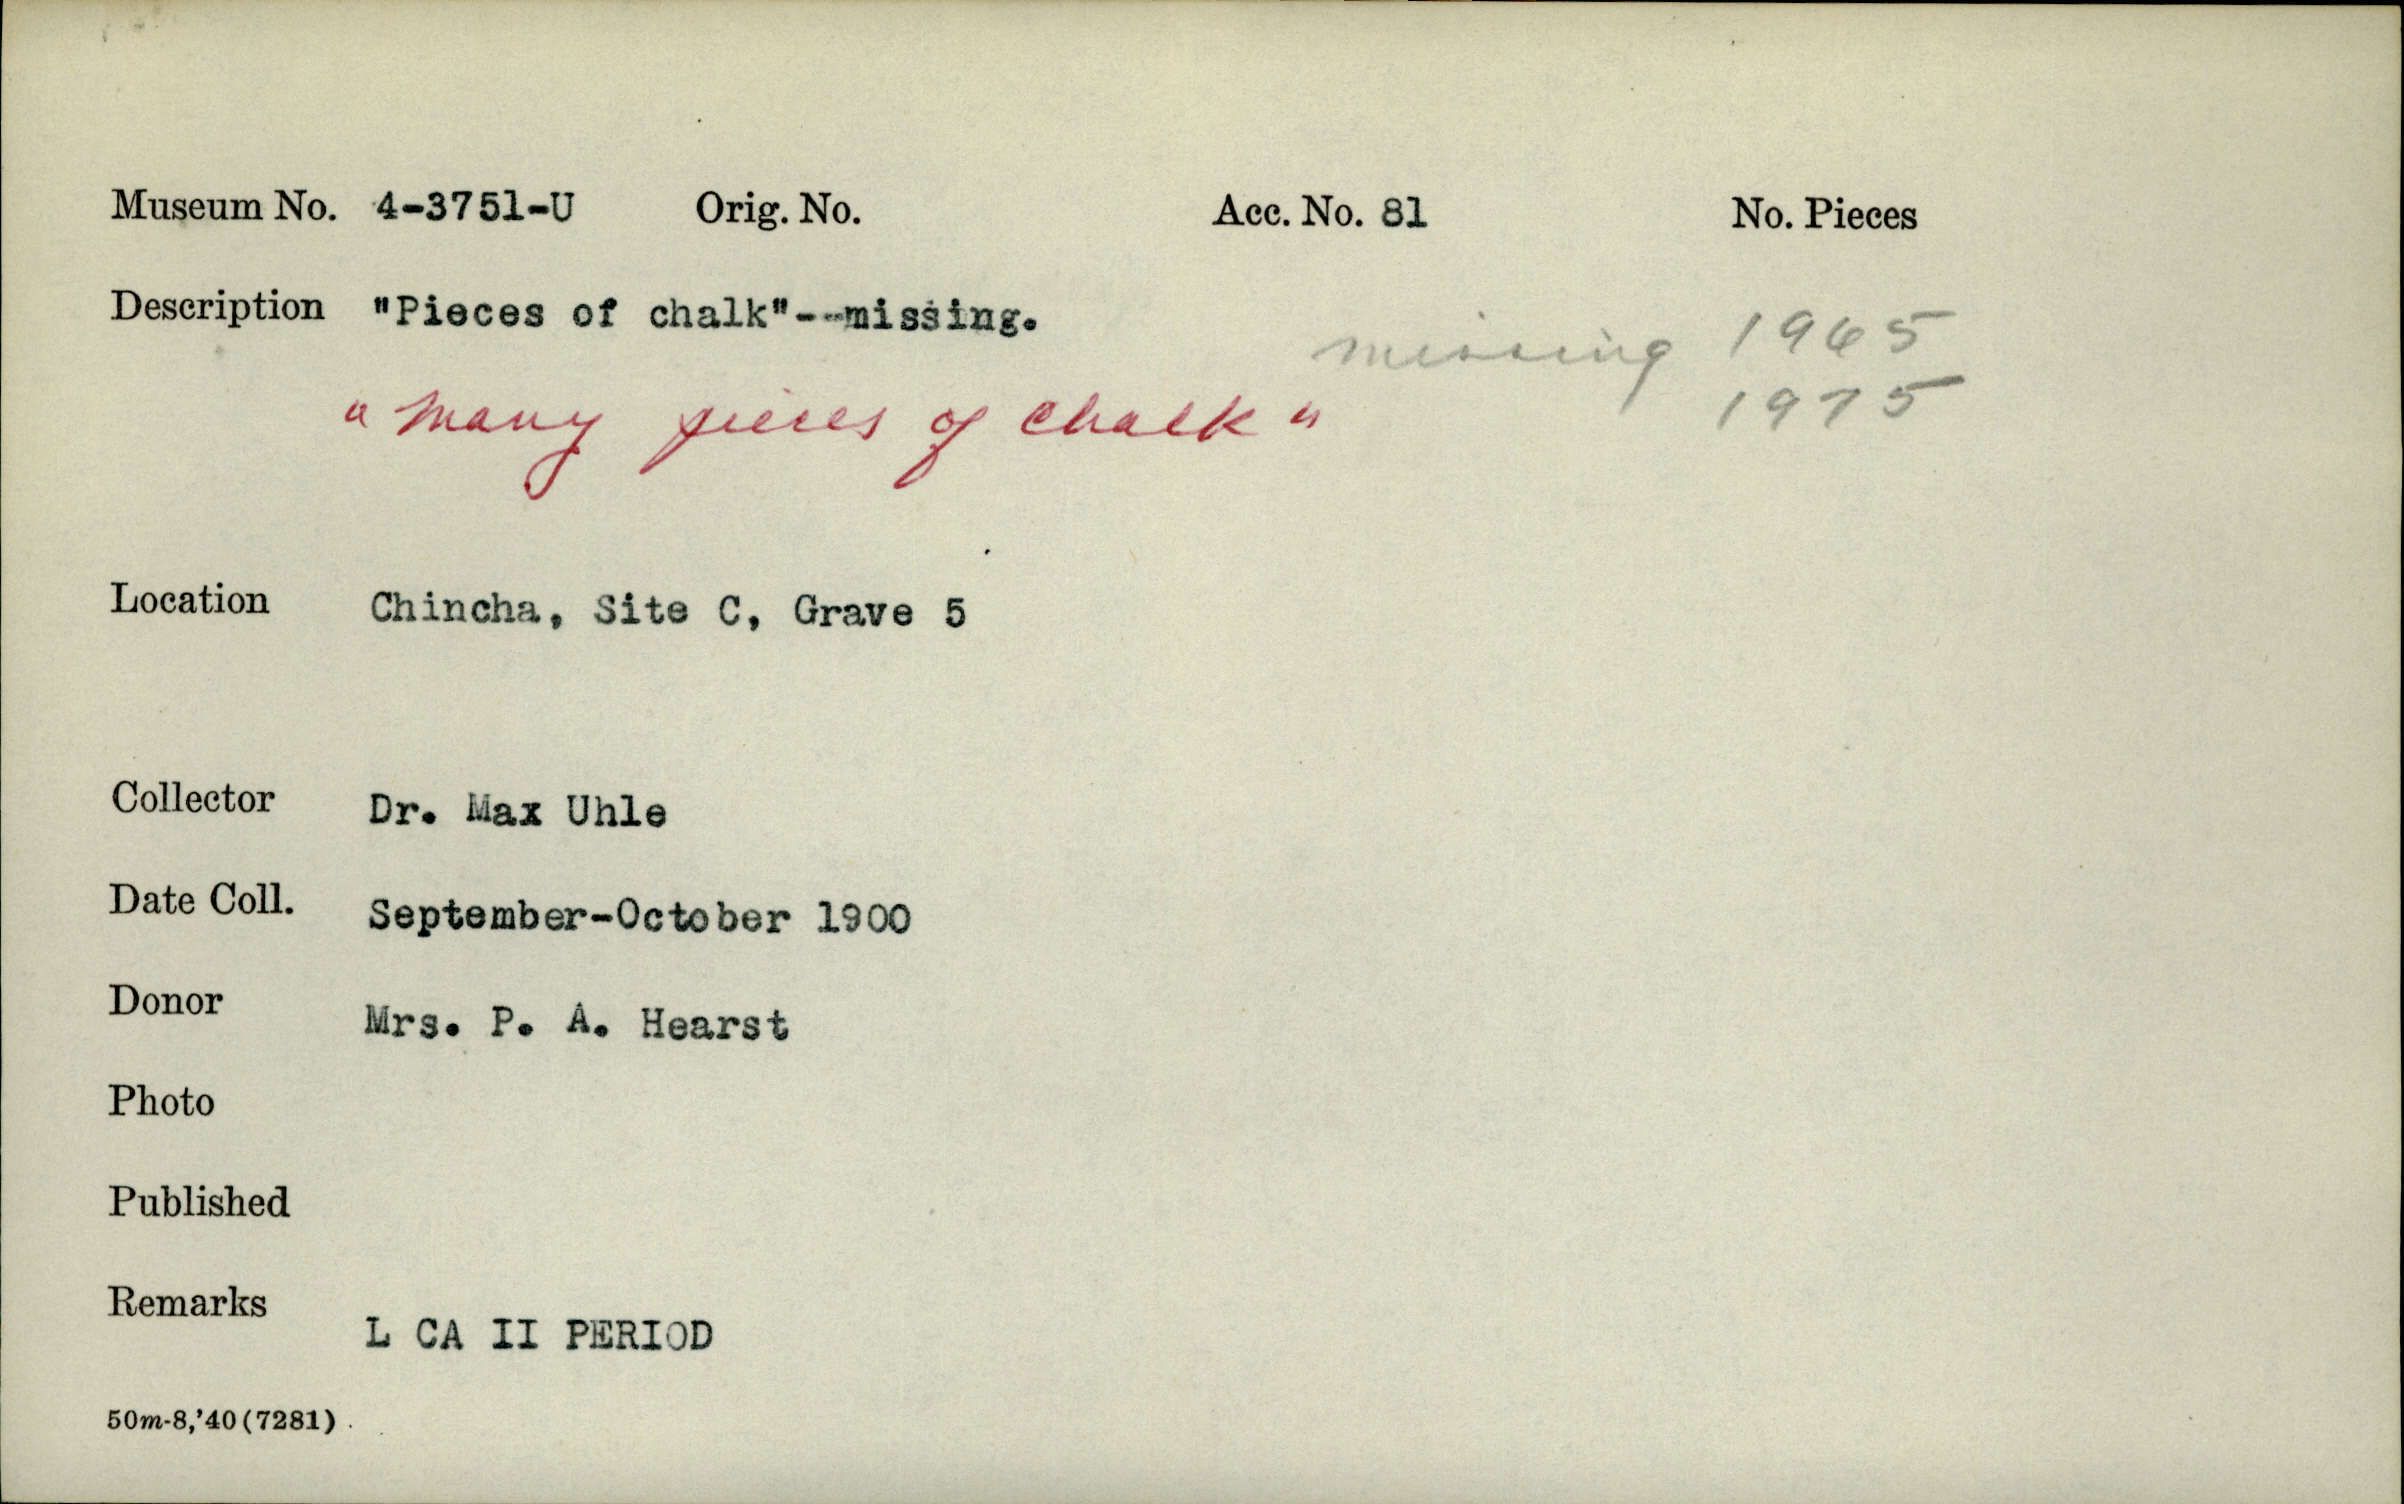 Museum No. 4-3751-U Orig. No. Acc. No. 81 No. Pieces
Description "Pieces of chalk"--missing.
missing 1965
1975
"Many pieces of chalk"
Location Chincha, Site C, Grave 5
Collector Dr. Max Uhle
Date Coll. September-October 1900
Donor Mrs. P. A. Hearst
Photo
Published
Remarks L CA II PERIOD
50m-8,'40(7281)